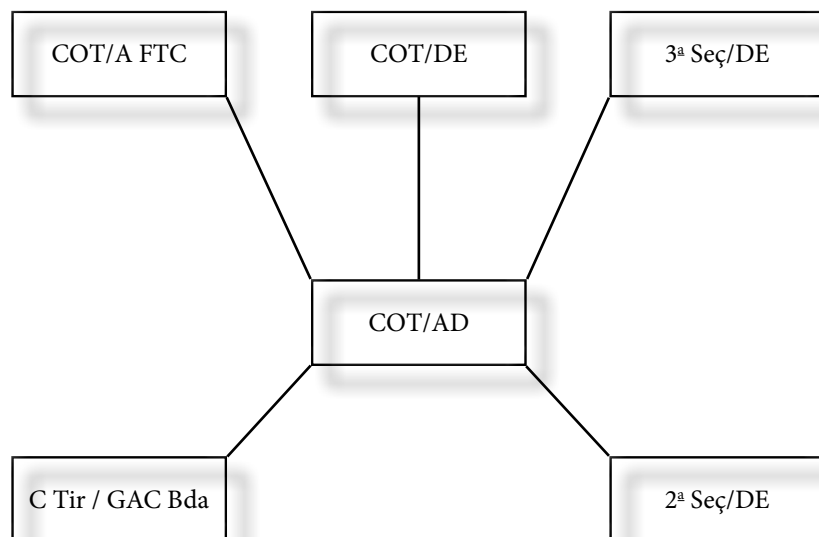 COT/A FTC
COT/DE
3ª Seç/DE
COT/AD
C Tir / GAC Bda
2ª Seç/DE